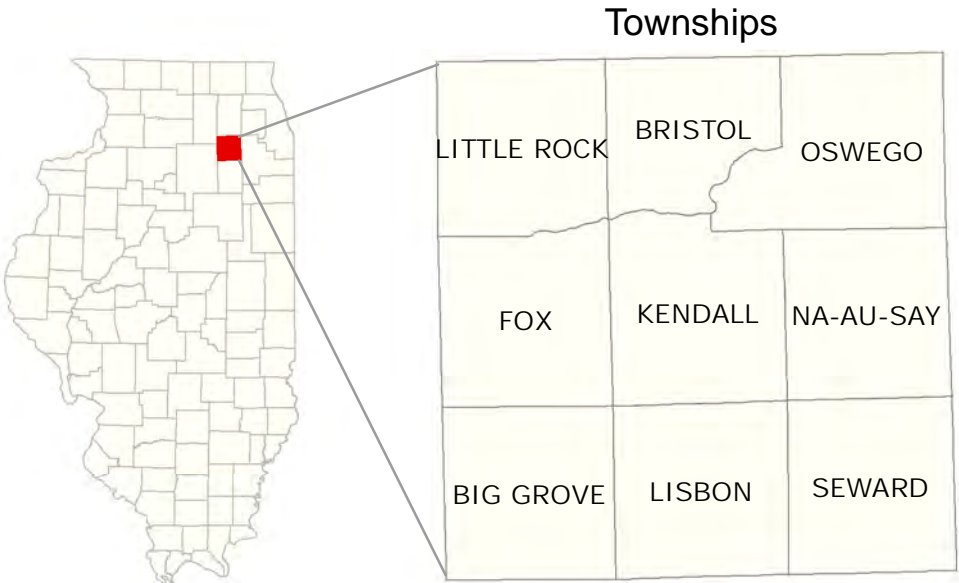 Townships
LITTLE ROCK
BRISTOL
OSWEGO
FOX
KENDALL
NA-AU-SAY
BIG GROVE
LISBON
SEWARD